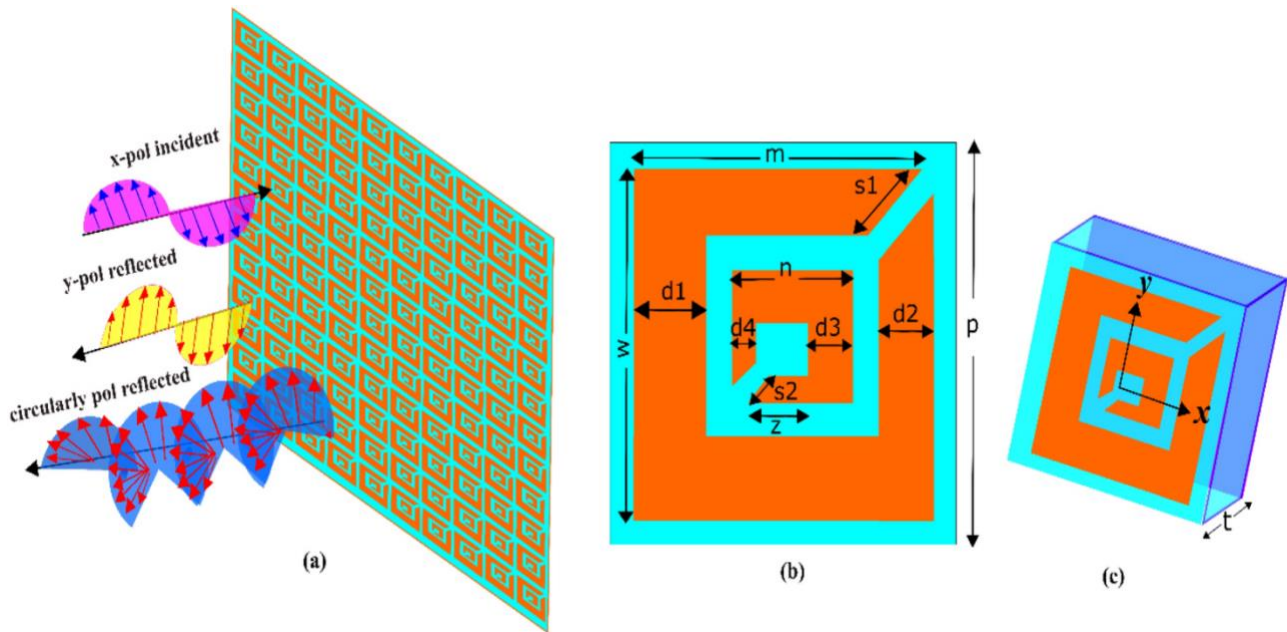 x-pol incident
y-pol reflected
circularly pol reflected
(a)
m
s1
n
d1
d4
d3
d2
w
p
s2
z
(b)
y
x
t
(c)